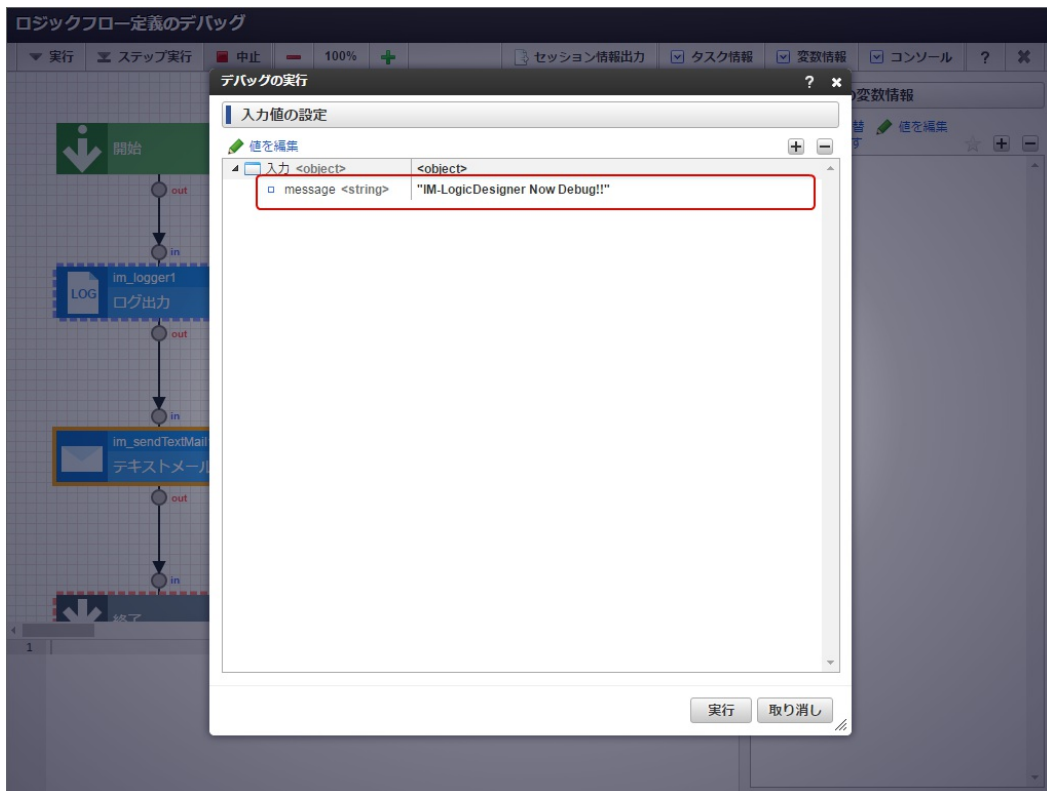 ロジックフロー定義のデバッグ
実行 ステップ実行 中止 100% セッション情報出力 タスク情報 変数情報 コンソール ?
デバッグの実行 ?
変数情報
入力値の設定
値を編集
替 値を編集
す
開始
入力 <object> <object>
message <string> "IM-LogicDesigner Now Debug!!"
out
in
im_logger1
LOG
ログ出力
out
in
im_sendTextMail
テキストメール
out
in
終了
1
実行 取り消し